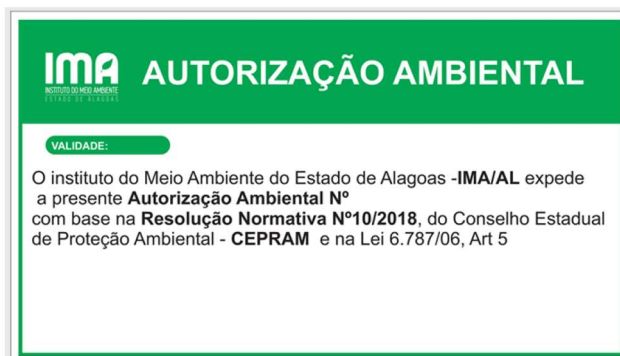 IMA
INSTITUTO DO MEIO AMBIENTE
ESTADO DE ALAGOAS
AUTORIZAÇÃO AMBIENTAL
VALIDADE:
O instituto do Meio Ambiente do Estado de Alagoas -IMA/AL expede
a presente Autorização Ambiental Nº
com base na Resolução Normativa Nº10/2018, do Conselho Estadual
de Proteção Ambiental - CEPRAM e na Lei 6.787/06, Art 5